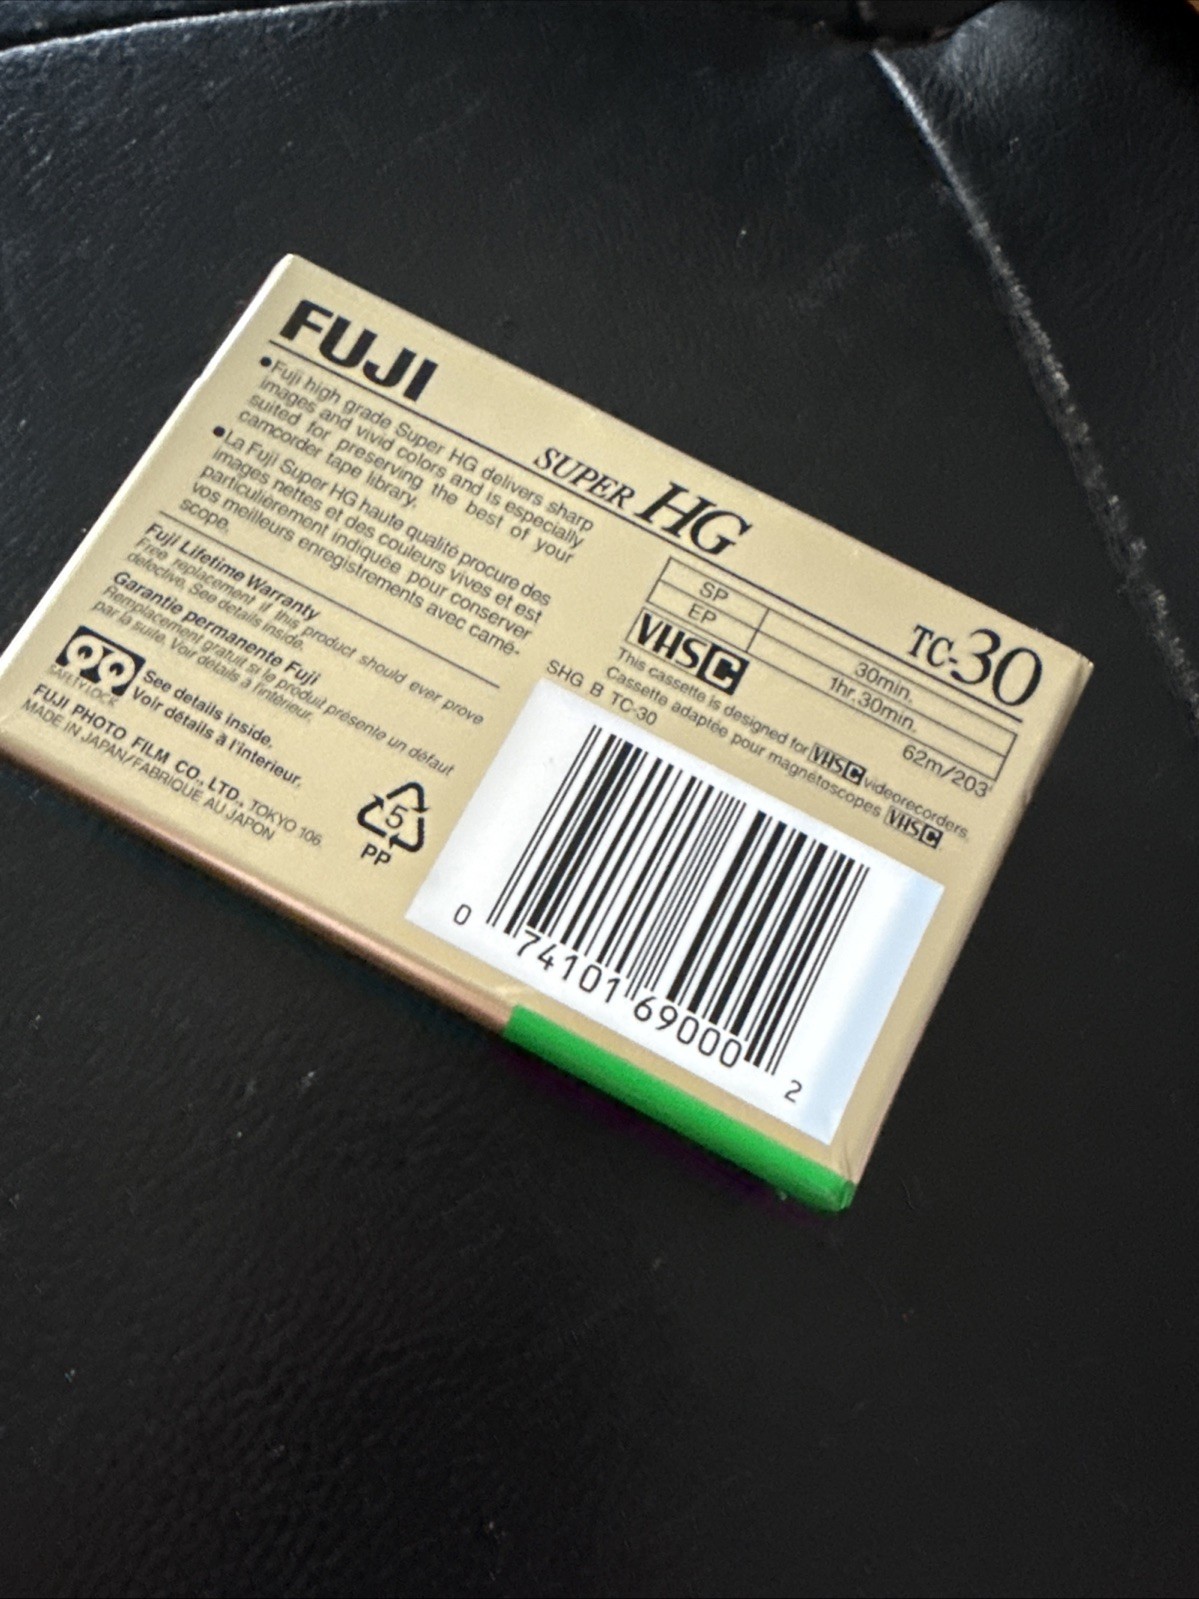 FUJI
SUPER HG
TC-30
●Fuji high grade Super HG delivers sharp
images and vivid colors and is especially
suited for preserving the best of your
camcorder tape library.
●La Fuji Super HG haute qualité procure des
images nettes et des couleurs vives et est
particulièrement indiquée pour conserver
vos meilleurs enregistrements avec camé-
scope.
Fuji Lifetime Warranty
Free replacement if this product should ever prove
defective. See details inside.
Garantie permanente Fuji
Remplacement gratuit si le produit présente un défaut
par la suite. Voir détails à l'intérieur.
SAFETY LOCK
See details inside.
Voir détails à l'interieur.
FUJI PHOTO FILM CO., LTD., TOKYO 106
MADE IN JAPAN/FABRIQUE AU JAPON
5
PP
SP 30min.
EP 1hr.30min.
62m/203'
VHSC
This cassette is designed for VHSC videorecorders.
Cassette adaptée pour magnétoscopes VHSC.
SHG B TC-30
0 74101 69000 2